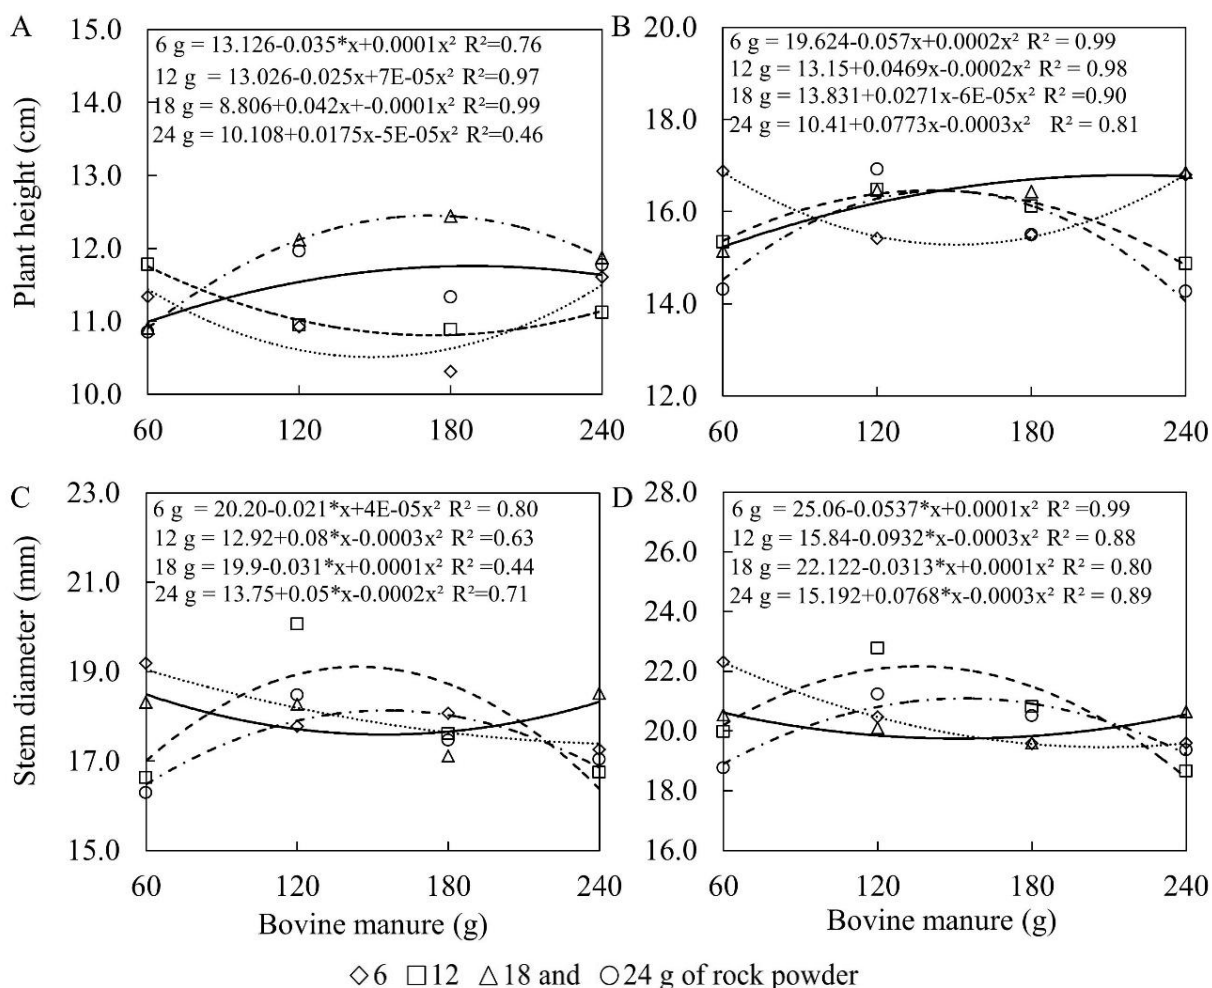 A
15.0
6 g = 13.126-0.035*x+0.0001x² R²=0.76
12 g = 13.026-0.025x+7E-05x² R²=0.97
18 g = 8.806+0.042x+-0.0001x² R²=0.99
24 g = 10.108+0.0175x-5E-05x² R²=0.46
14.0
13.0
12.0
11.0
10.0
Plant height (cm)
60 120 180 240
B
20.0
6 g = 19.624-0.057x+0.0002x² R² = 0.99
12 g = 13.15+0.0469x-0.0002x² R² = 0.98
18 g = 13.831+0.0271x-6E-05x² R² =0.90
24 g = 10.41+0.0773x-0.0003x² R² = 0.81
18.0
16.0
14.0
12.0
60 120 180 240
C
23.0
6 g = 20.20-0.021*x+4E-05x² R² = 0.80
12 g = 12.92+0.08*x-0.0003x² R² =0.63
18 g = 19.9-0.031*x+0.0001x² R² =0.44
24 g = 13.75+0.05*x-0.0002x² R²=0.71
21.0
19.0
17.0
15.0
Stem diameter (mm)
60 120 180 240
Bovine manure (g)
D
28.0
6 g = 25.06-0.0537*x+0.0001x² R² =0.99
12 g = 15.84-0.0932*x-0.0003x² R² = 0.88
18 g = 22.122-0.0313*x+0.0001x² R² = 0.80
24 g = 15.192+0.0768*x-0.0003x² R² = 0.89
26.0
24.0
22.0
20.0
18.0
16.0
60 120 180 240
Bovine manure (g)
6 12 18 and 24 g of rock powder